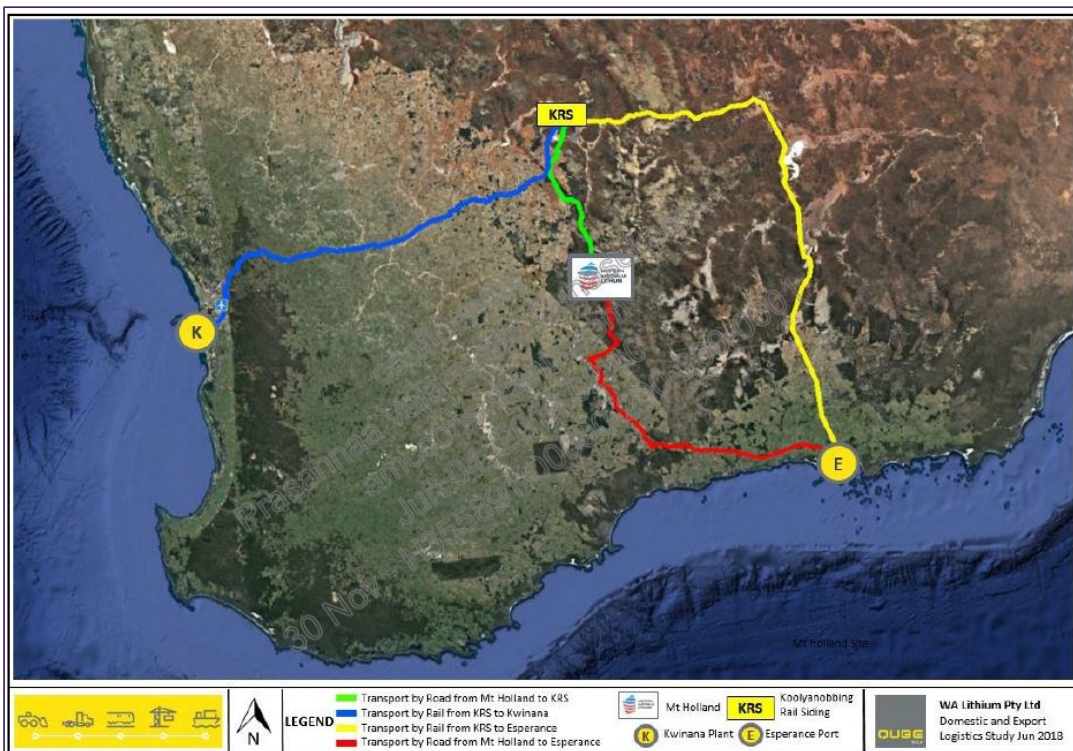 KRS
WESTERN
AUSTRALIA
LITHIUM
K
E
Mt Holland Site
N
LEGEND
Transport by Road from Mt Holland to KRS
Transport by Rail from KRS to Kwinana
Transport by Rail from KRS to Esperance
Transport by Road from Mt Holland to Esperance
Mt Holland
KRS
Koolyanobbing
Rail Siding
K
Kwinana Plant
E
Esperance Port
QUBE
WA Lithium Pty Ltd
Domestic and Export
Logistics Study Jun 2018